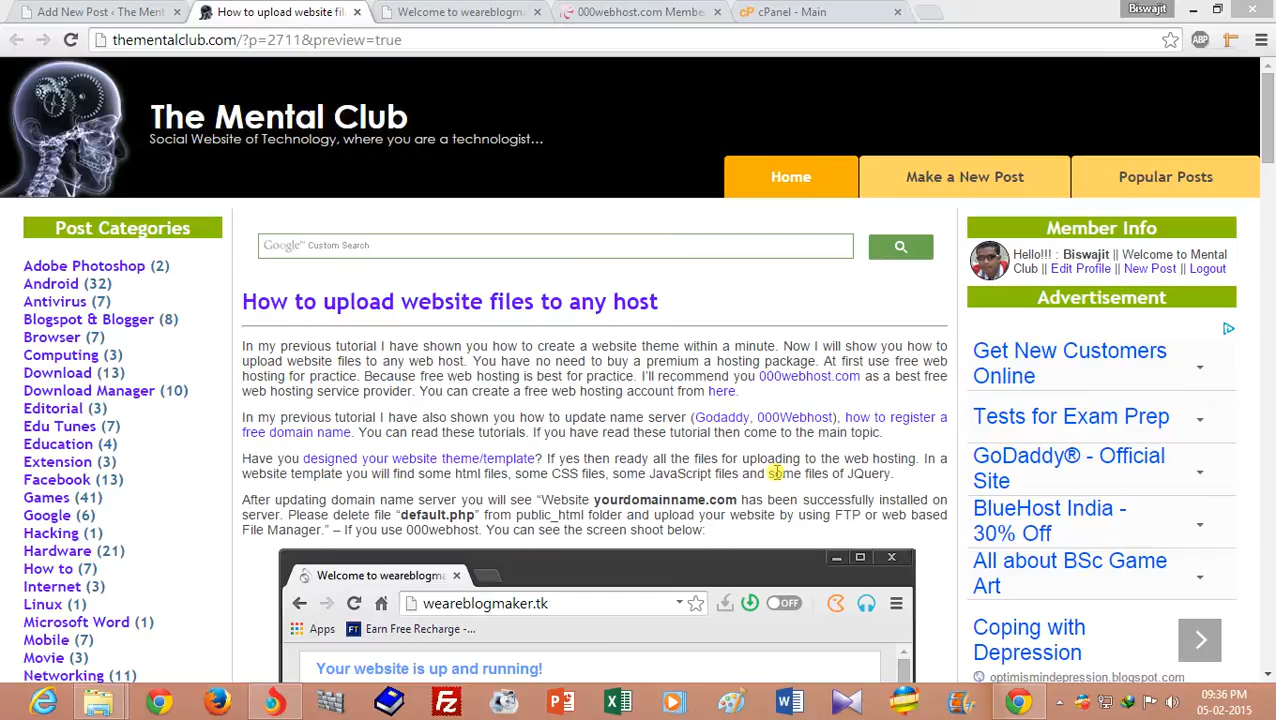 Add New Post ‹ The Ment
How to upload website fil
Welcome to weareblogm
000webhost.com Membe
cPanel - Main
Biswajit
thementalclub.com/?p=2711&preview=true
ABP
The Mental Club
Social Website of Technology, where you are a technologist...
Home
Make a New Post
Popular Posts
Post Categories
Adobe Photoshop (2)
Android (32)
Antivirus (7)
Blogspot & Blogger (8)
Browser (7)
Computing (3)
Download (13)
Download Manager (10)
Editorial (3)
Edu Tunes (7)
Education (4)
Extension (3)
Facebook (13)
Games (41)
Google (6)
Hacking (1)
Hardware (21)
How to (7)
Internet (3)
Linux (1)
Microsoft Word (1)
Mobile (7)
Movie (3)
Networking (11)
Google™ Custom Search
How to upload website files to any host
In my previous tutorial I have shown you how to create a website theme within a minute. Now I will show you how to
upload website files to any web host. You have no need to buy a premium a hosting package. At first use free web
hosting for practice. Because free web hosting is best for practice. I'll recommend you 000webhost.com as a best free
web hosting service provider. You can create a free web hosting account from here.
In my previous tutorial I have also shown you how to update name server (Godaddy, 000Webhost), how to register a
free domain name. You can read these tutorials. If you have read these tutorial then come to the main topic.
Have you designed your website theme/template? If yes then ready all the files for uploading to the web hosting. In a
website template you will find some html files, some CSS files, some JavaScript files and some files of JQuery.
After updating domain name server you will see “Website yourdomainname.com has been successfully installed on
server. Please delete file “default.php” from public_html folder and upload your website by using FTP or web based
File Manager.” – If you use 000webhost. You can see the screen shoot below:
Welcome to weareblogma
weareblogmaker.tk
OFF
Apps
FT
Earn Free Recharge -...
Your website is up and running!
Member Info
Hello!!! : Biswajit || Welcome to Mental
Club || Edit Profile || New Post || Logout
Advertisement
Get New Customers
Online
Tests for Exam Prep
GoDaddy® - Official
Site
BlueHost India -
30% Off
All about BSc Game
Art
Coping with
Depression
optimismindepression.blogspot.com
09:36 PM
05-02-2015